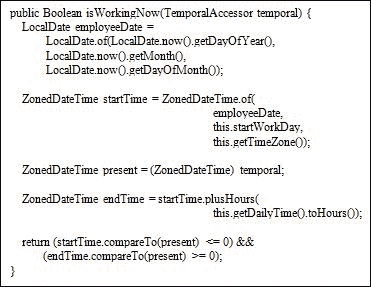 public Boolean isWorkingNow(TemporalAccessor temporal) {
LocalDate employeeDate =
LocalDate.of(LocalDate.now().getDayOfYear(),
LocalDate.now().getMonth(),
LocalDate.now().getDayOfMonth());
ZonedDateTime startTime = ZonedDateTime.of(
employeeDate,
this.startWorkDay,
this.getTimeZone());
ZonedDateTime present = (ZonedDateTime) temporal;
ZonedDateTime endTime = startTime.plusHours(
this.getDailyTime().toHours());
return (startTime.compareTo(present) <= 0) &&
(endTime.compareTo(present) >= 0);
}